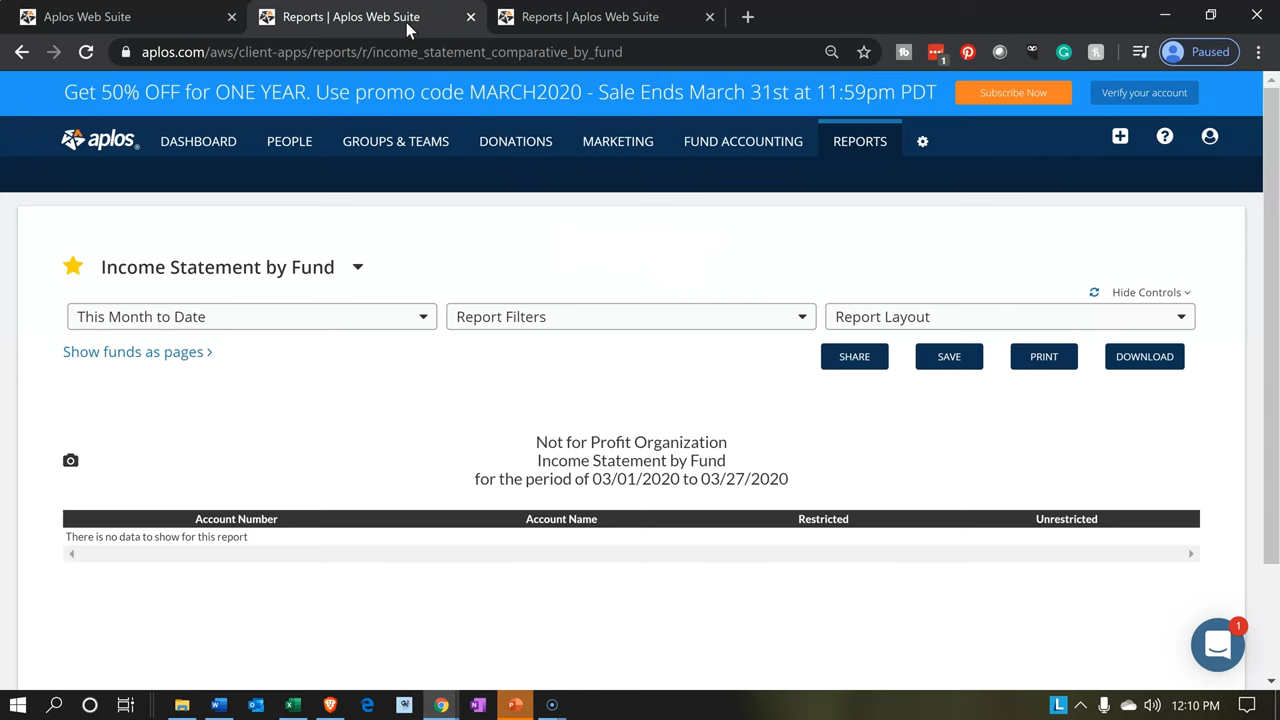 Aplos Web Suite
Reports | Aplos Web Suite
Reports | Aplos Web Suite
aplos.com/aws/client-apps/reports/r/income_statement_comparative_by_fund
Paused
Get 50% OFF for ONE YEAR. Use promo code MARCH2020 - Sale Ends March 31st at 11:59pm PDT
Subscribe Now
Verify your account
aplos
DASHBOARD
PEOPLE
GROUPS & TEAMS
DONATIONS
MARKETING
FUND ACCOUNTING
REPORTS
Income Statement by Fund
Hide Controls
This Month to Date
Report Filters
Report Layout
Show funds as pages >
SHARE
SAVE
PRINT
DOWNLOAD
Not for Profit Organization
Income Statement by Fund
for the period of 03/01/2020 to 03/27/2020
Account Number Account Name Restricted Unrestricted
There is no data to show for this report
1
12:10 PM